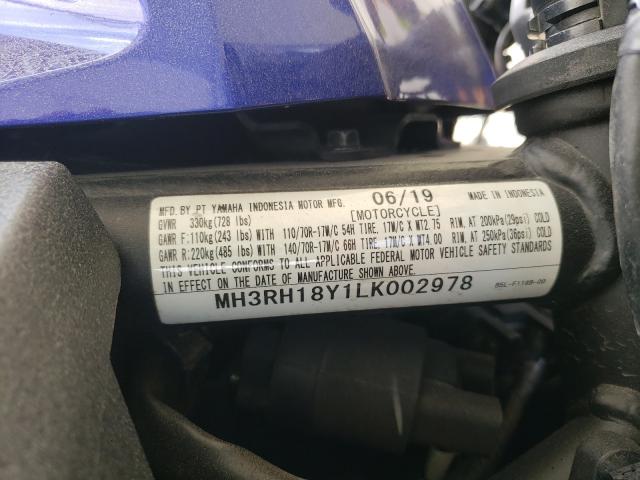 MFD.BY PT YAMAHA INDONESIA MOTOR MFG. 06/19 MADE IN INDONESIA
GVWR 330kg(728 lbs) [MOTORCYCLE]
GAWR F:110kg(243 lbs) WITH 110/70R-17M/C 54H TIRE, 17M/C X MT2.75 RIM, AT 200kPa(29psi) COLD
GAWR R:220kg(485 lbs) WITH 140/70R-17M/C 66H TIRE, 17M/C X MT4.00 RIM, AT 250kPa(36psi) COLD
THIS VEHICLE CONFORMS TO ALL APPLICABLE FEDERAL MOTOR VEHICLE SAFETY STANDARDS
IN EFFECT ON THE DATE OF MANUFACTURE SHOWN ABOVE.
MH3RH18Y1LK002978 B5L-F118B-00